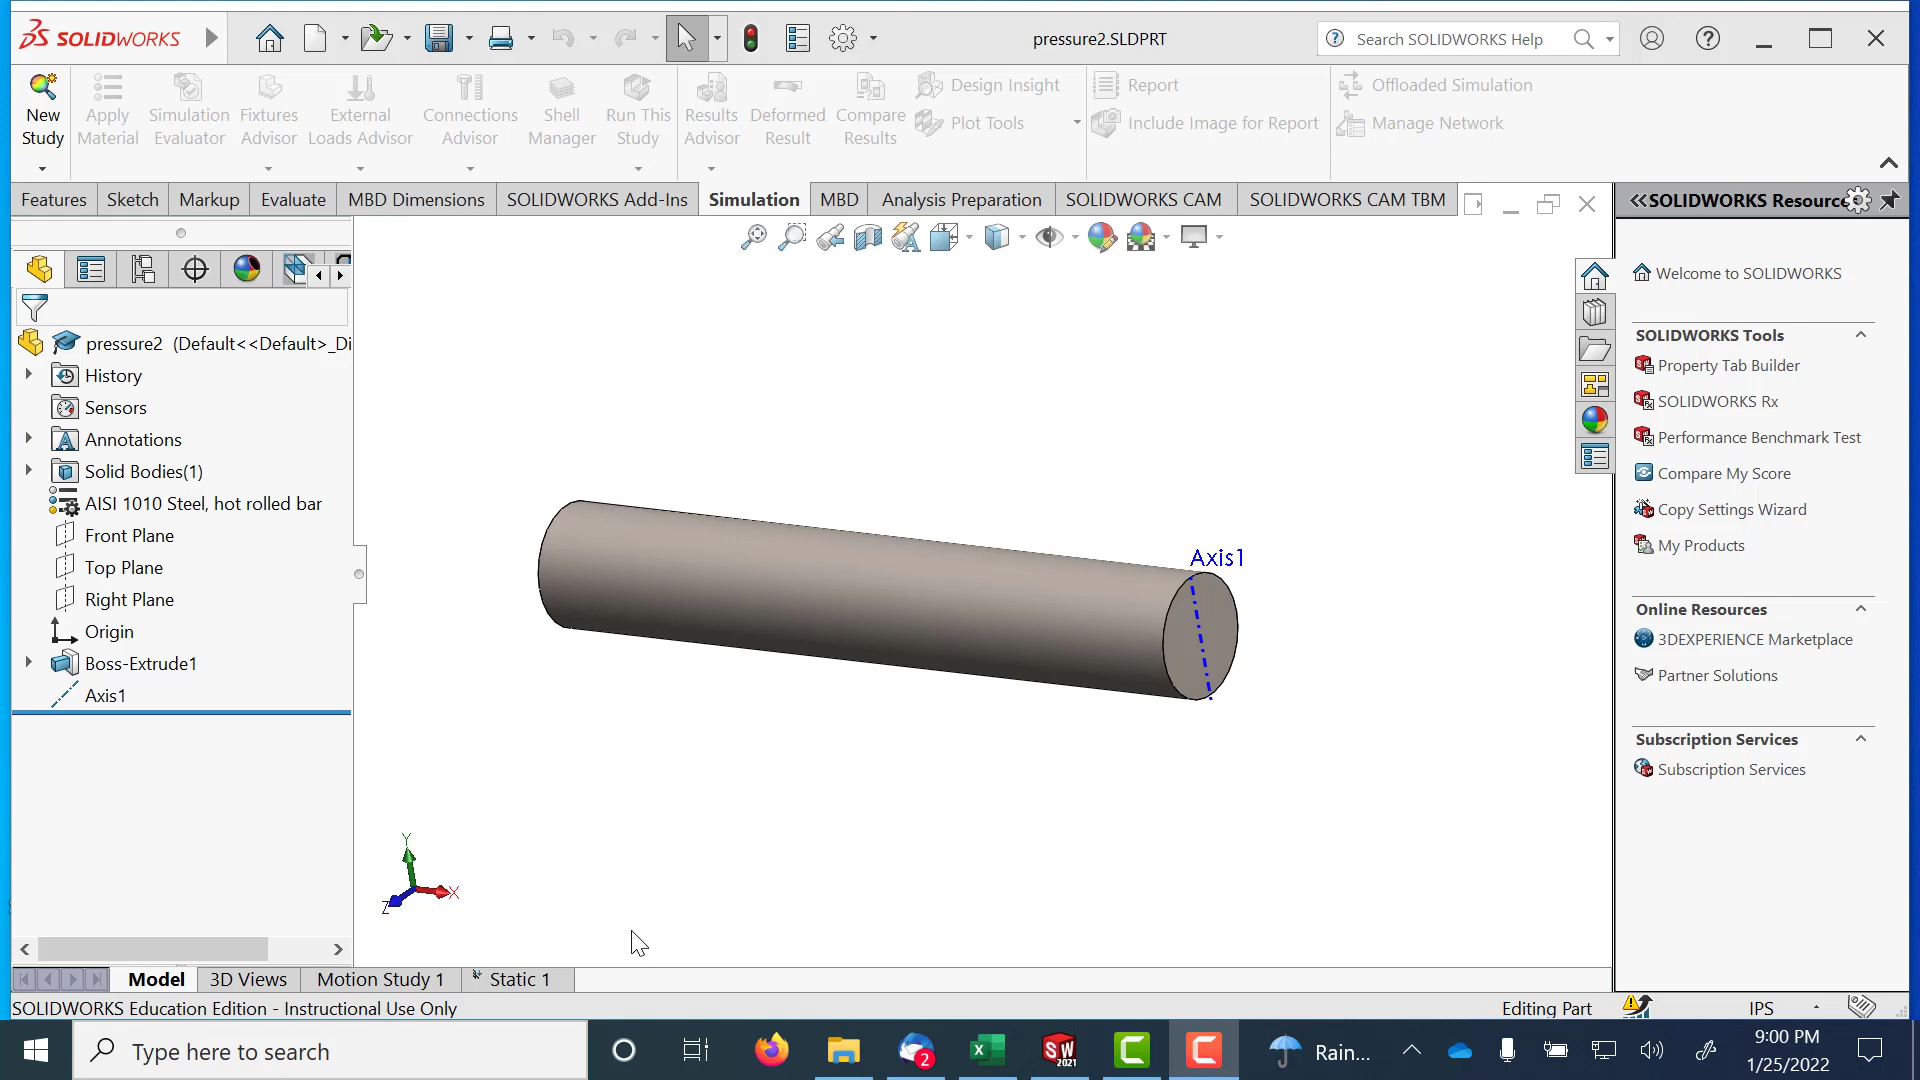 SOLIDWORKS
pressure2.SLDPRT
Search SOLIDWORKS Help
New Study
Apply Material
Simulation Evaluator
Fixtures Advisor
External Loads Advisor
Connections Advisor
Shell Manager
Run This Study
Results Advisor
Deformed Result
Compare Results
Design Insight
Plot Tools
Report
Include Image for Report
Offloaded Simulation
Manage Network
Features
Sketch
Markup
Evaluate
MBD Dimensions
SOLIDWORKS Add-Ins
Simulation
MBD
Analysis Preparation
SOLIDWORKS CAM
SOLIDWORKS CAM TBM
pressure2 (Default<<Default>_Di
History
Sensors
Annotations
Solid Bodies(1)
AISI 1010 Steel, hot rolled bar
Front Plane
Top Plane
Right Plane
Origin
Boss-Extrude1
Axis1
Axis1
Y
X
Z
SOLIDWORKS Resource
Welcome to SOLIDWORKS
SOLIDWORKS Tools
Property Tab Builder
SOLIDWORKS Rx
Performance Benchmark Test
Compare My Score
Copy Settings Wizard
My Products
Online Resources
3DEXPERIENCE Marketplace
Partner Solutions
Subscription Services
Subscription Services
Model
3D Views
Motion Study 1
Static 1
SOLIDWORKS Education Edition - Instructional Use Only
Editing Part
IPS
Type here to search
2
SW
2021
Rain...
9:00 PM
1/25/2022